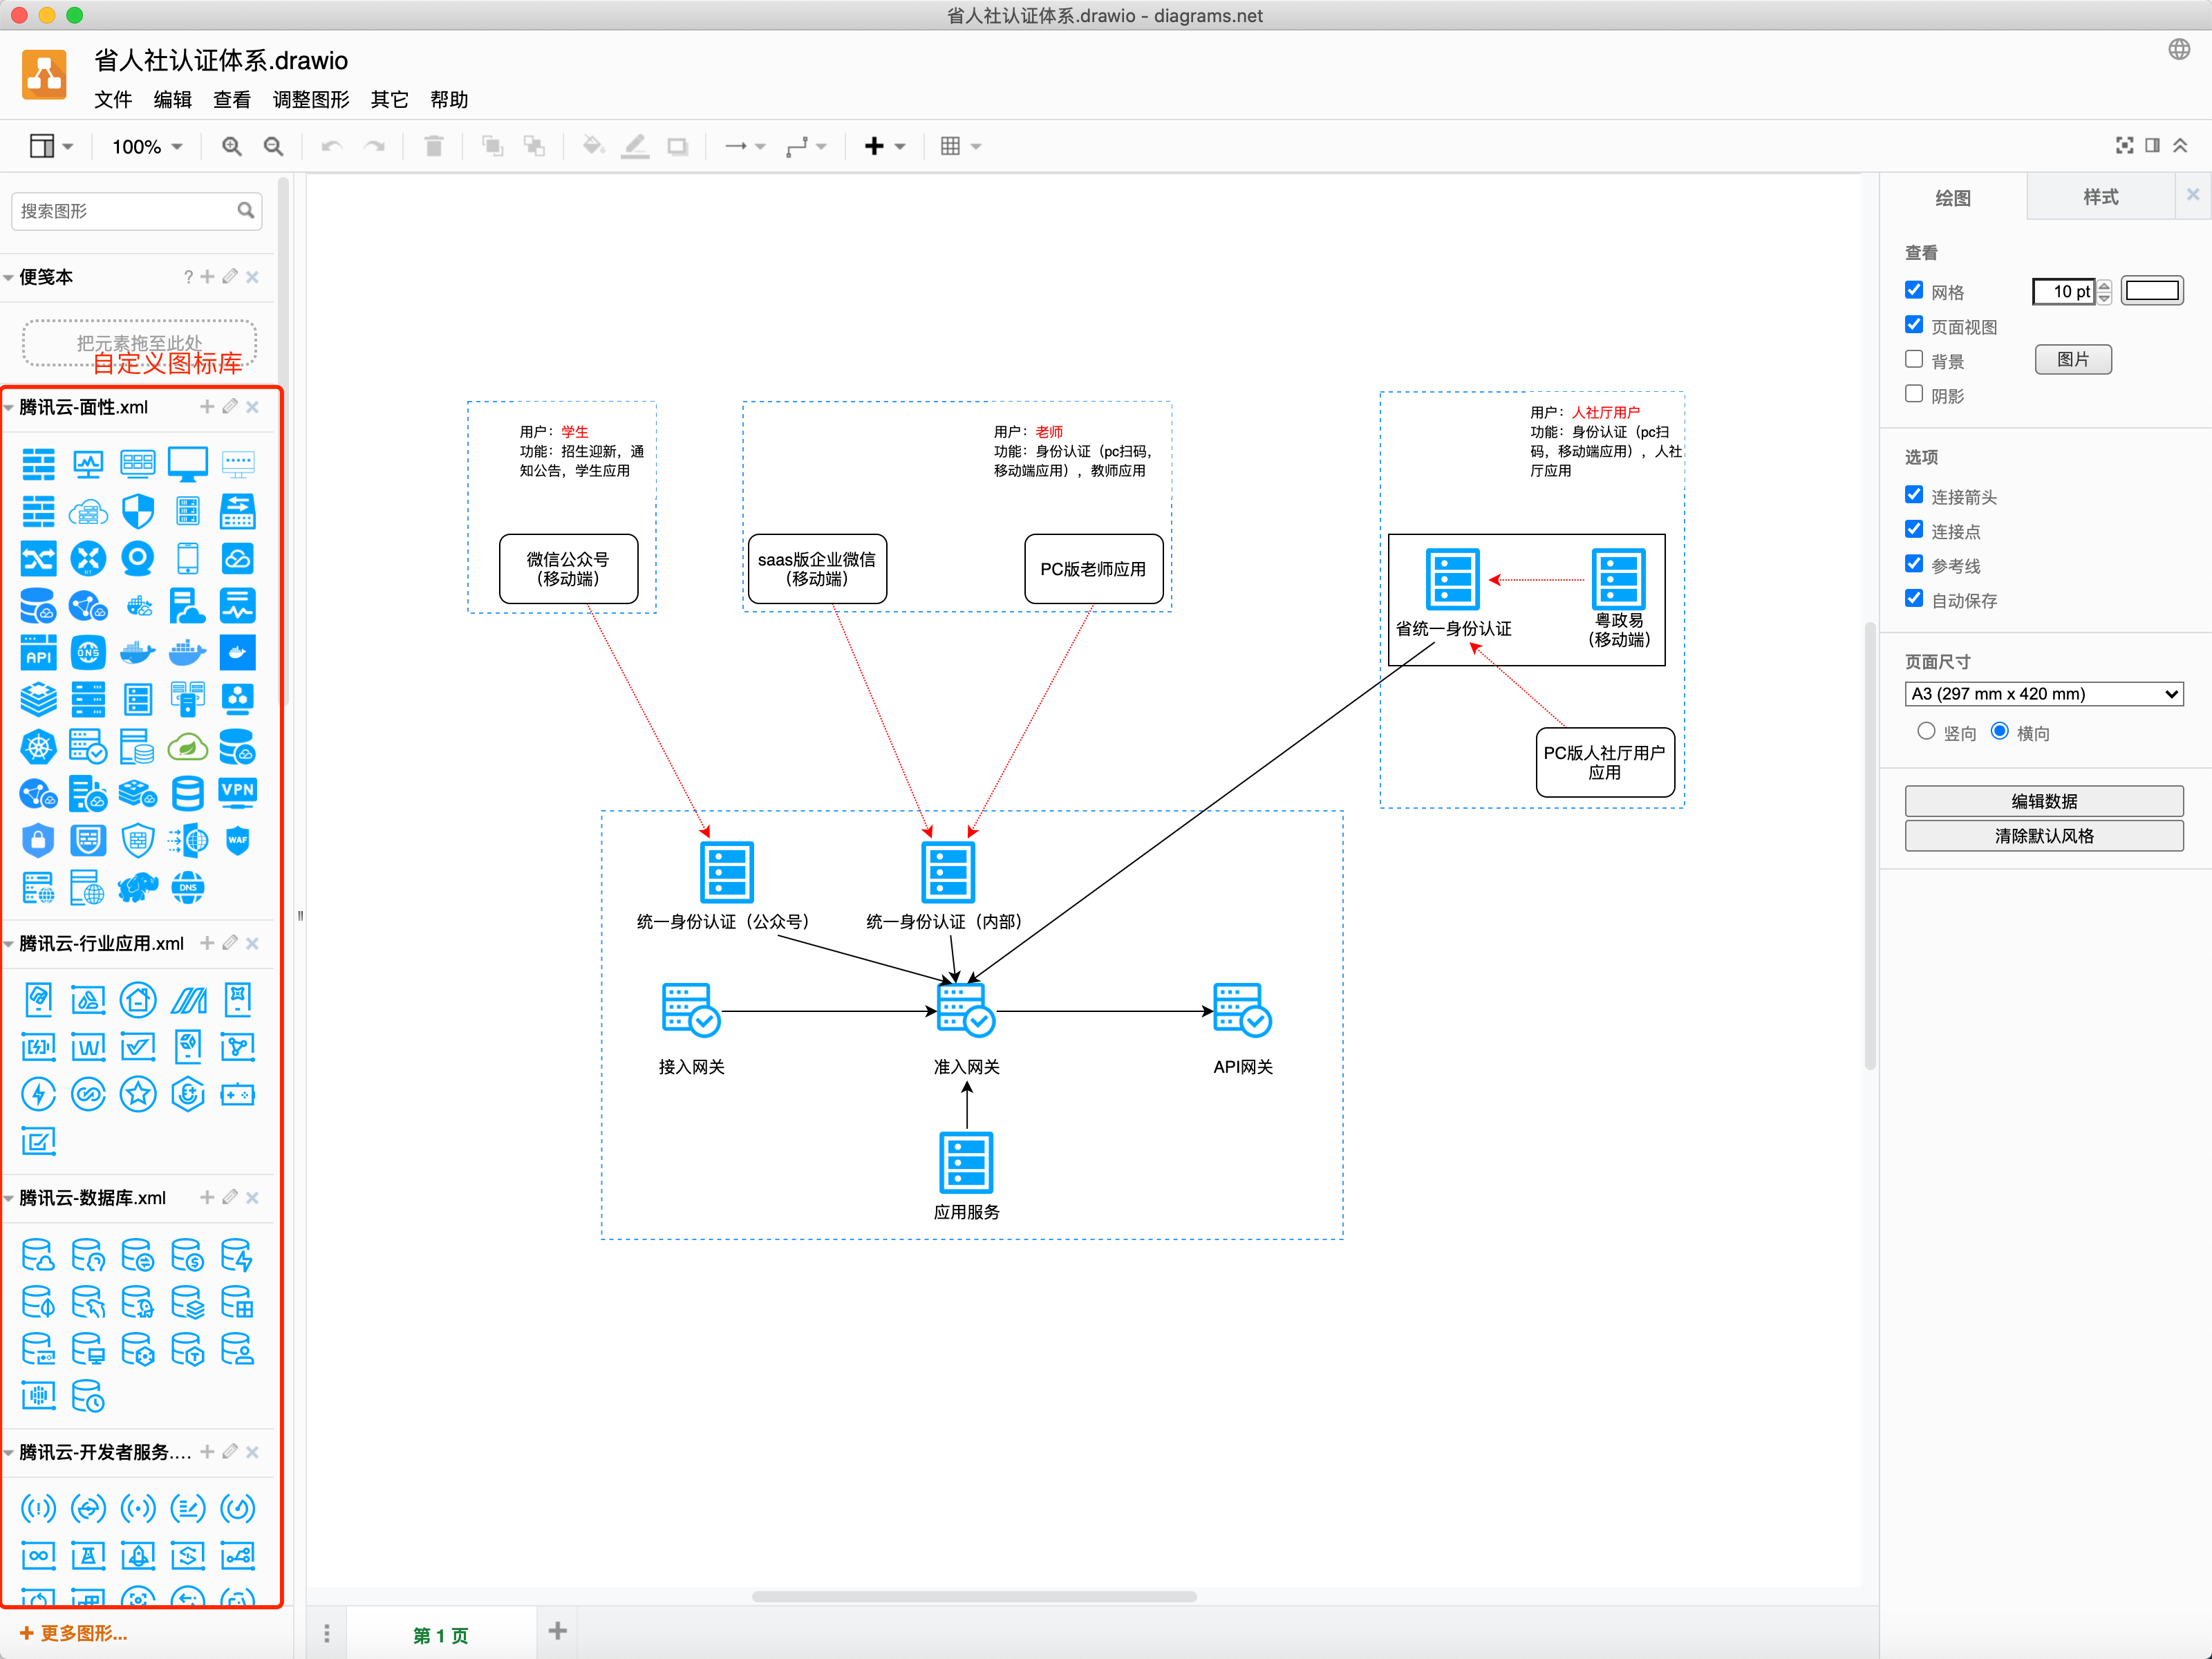 省人社认证体系.drawio - diagrams.net
省人社认证体系.drawio
文件 编辑 查看 调整图形 其它 帮助
100%
搜索图形
便笺本 ?
把元素拖至此处
自定义图标库
腾讯云-面性.xml
API
DNS
VPN
WAF
DNS
腾讯云-行业应用.xml
W
腾讯云-数据库.xml
T
腾讯云-开发者服务....
更多图形...
用户：学生
功能：招生迎新，通
知公告，学生应用
微信公众号
（移动端）
用户：老师
功能：身份认证（pc扫码，
移动端应用），教师应用
saas版企业微信
（移动端）
PC版老师应用
用户：人社厅用户
功能：身份认证（pc扫
码，移动端应用），人社
厅应用
省统一身份认证
粤政易
（移动端）
PC版人社厅用户
应用
统一身份认证（公众号）
统一身份认证（内部）
接入网关
准入网关
API网关
应用服务
第 1 页
绘图
样式
查看
网格
10 pt
页面视图
背景
图片
阴影
选项
连接箭头
连接点
参考线
自动保存
页面尺寸
A3 (297 mm x 420 mm)
竖向 横向
编辑数据
清除默认风格